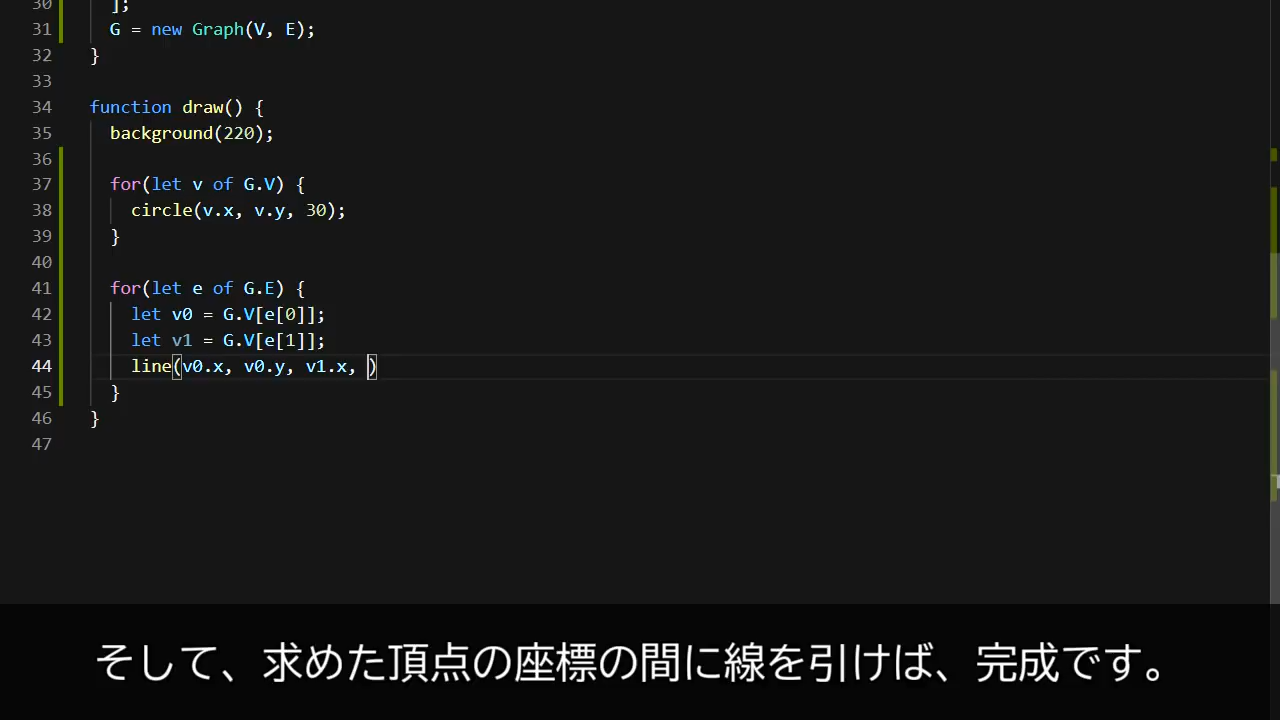 30 ];
31 G = new Graph(V, E);
32 }
33
34 function draw() {
35 background(220);
36
37 for(let v of G.V) {
38 circle(v.x, v.y, 30);
39 }
40
41 for(let e of G.E) {
42 let v0 = G.V[e[0]];
43 let v1 = G.V[e[1]];
44 line(v0.x, v0.y, v1.x, )
45 }
46 }
47
そして、求めた頂点の座標の間に線を引けば、完成です。